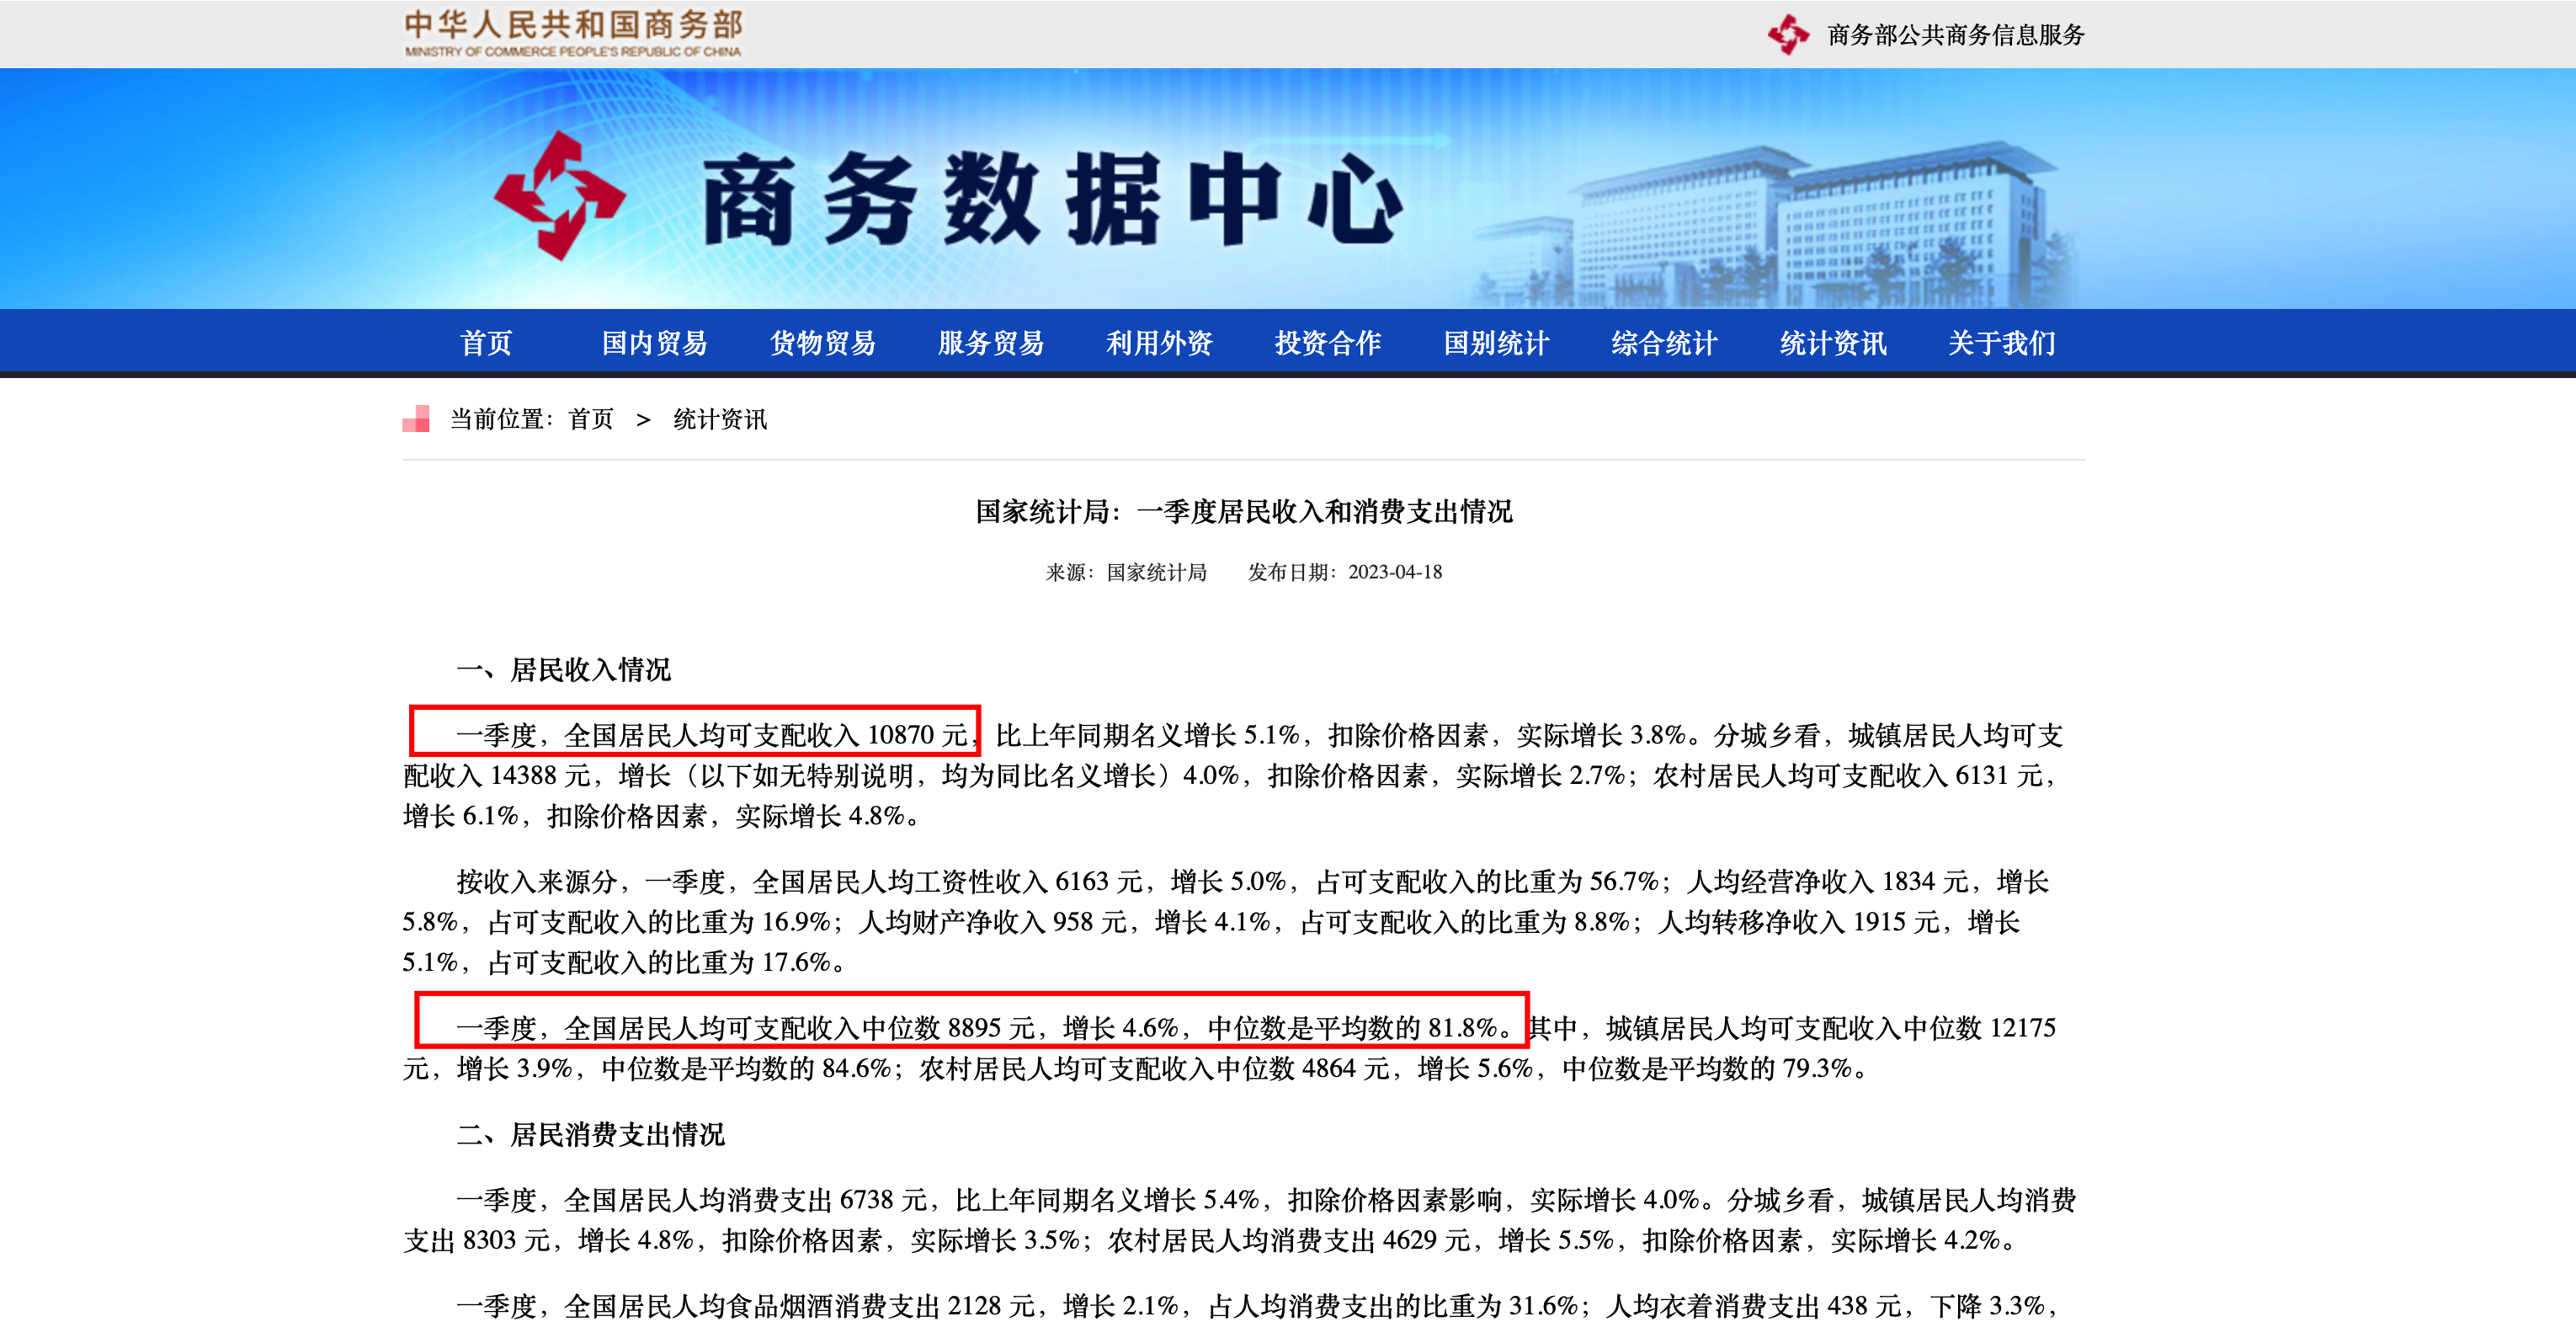 中华人民共和国商务部
MINISTRY OF COMMERCE PEOPLE'S REPUBLIC OF CHINA
商务部公共商务信息服务
商务数据中心
首页 国内贸易 货物贸易 服务贸易 利用外资 投资合作 国别统计 综合统计 统计资讯 关于我们
当前位置：首页 > 统计资讯
国家统计局：一季度居民收入和消费支出情况
来源：国家统计局 发布日期：2023-04-18
一、居民收入情况
一季度，全国居民人均可支配收入 10870 元，比上年同期名义增长 5.1%，扣除价格因素，实际增长 3.8%。分城乡看，城镇居民人均可支
配收入 14388 元，增长（以下如无特别说明，均为同比名义增长）4.0%，扣除价格因素，实际增长 2.7%；农村居民人均可支配收入 6131 元，
增长 6.1%，扣除价格因素，实际增长 4.8%。
按收入来源分，一季度，全国居民人均工资性收入 6163 元，增长 5.0%，占可支配收入的比重为 56.7%；人均经营净收入 1834 元，增长
5.8%，占可支配收入的比重为 16.9%；人均财产净收入 958 元，增长 4.1%，占可支配收入的比重为 8.8%；人均转移净收入 1915 元，增长
5.1%，占可支配收入的比重为 17.6%。
一季度，全国居民人均可支配收入中位数 8895 元，增长 4.6%，中位数是平均数的 81.8%。其中，城镇居民人均可支配收入中位数 12175
元，增长 3.9%，中位数是平均数的 84.6%；农村居民人均可支配收入中位数 4864 元，增长 5.6%，中位数是平均数的 79.3%。
二、居民消费支出情况
一季度，全国居民人均消费支出 6738 元，比上年同期名义增长 5.4%，扣除价格因素影响，实际增长 4.0%。分城乡看，城镇居民人均消费
支出 8303 元，增长 4.8%，扣除价格因素，实际增长 3.5%；农村居民人均消费支出 4629 元，增长 5.5%，扣除价格因素，实际增长 4.2%。
一季度，全国居民人均食品烟酒消费支出 2128 元，增长 2.1%，占人均消费支出的比重为 31.6%；人均衣着消费支出 438 元，下降 3.3%，